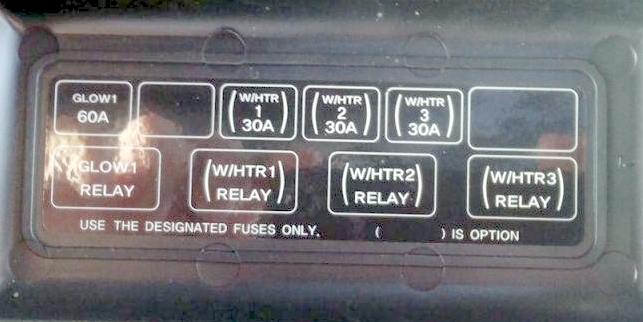 GLOW1 60A (W/HTR 1 30A) (W/HTR 2 30A) (W/HTR 3 30A)
GLOW1 RELAY (W/HTR1 RELAY) (W/HTR2 RELAY) (W/HTR3 RELAY)
USE THE DESIGNATED FUSES ONLY. ( ) IS OPTION